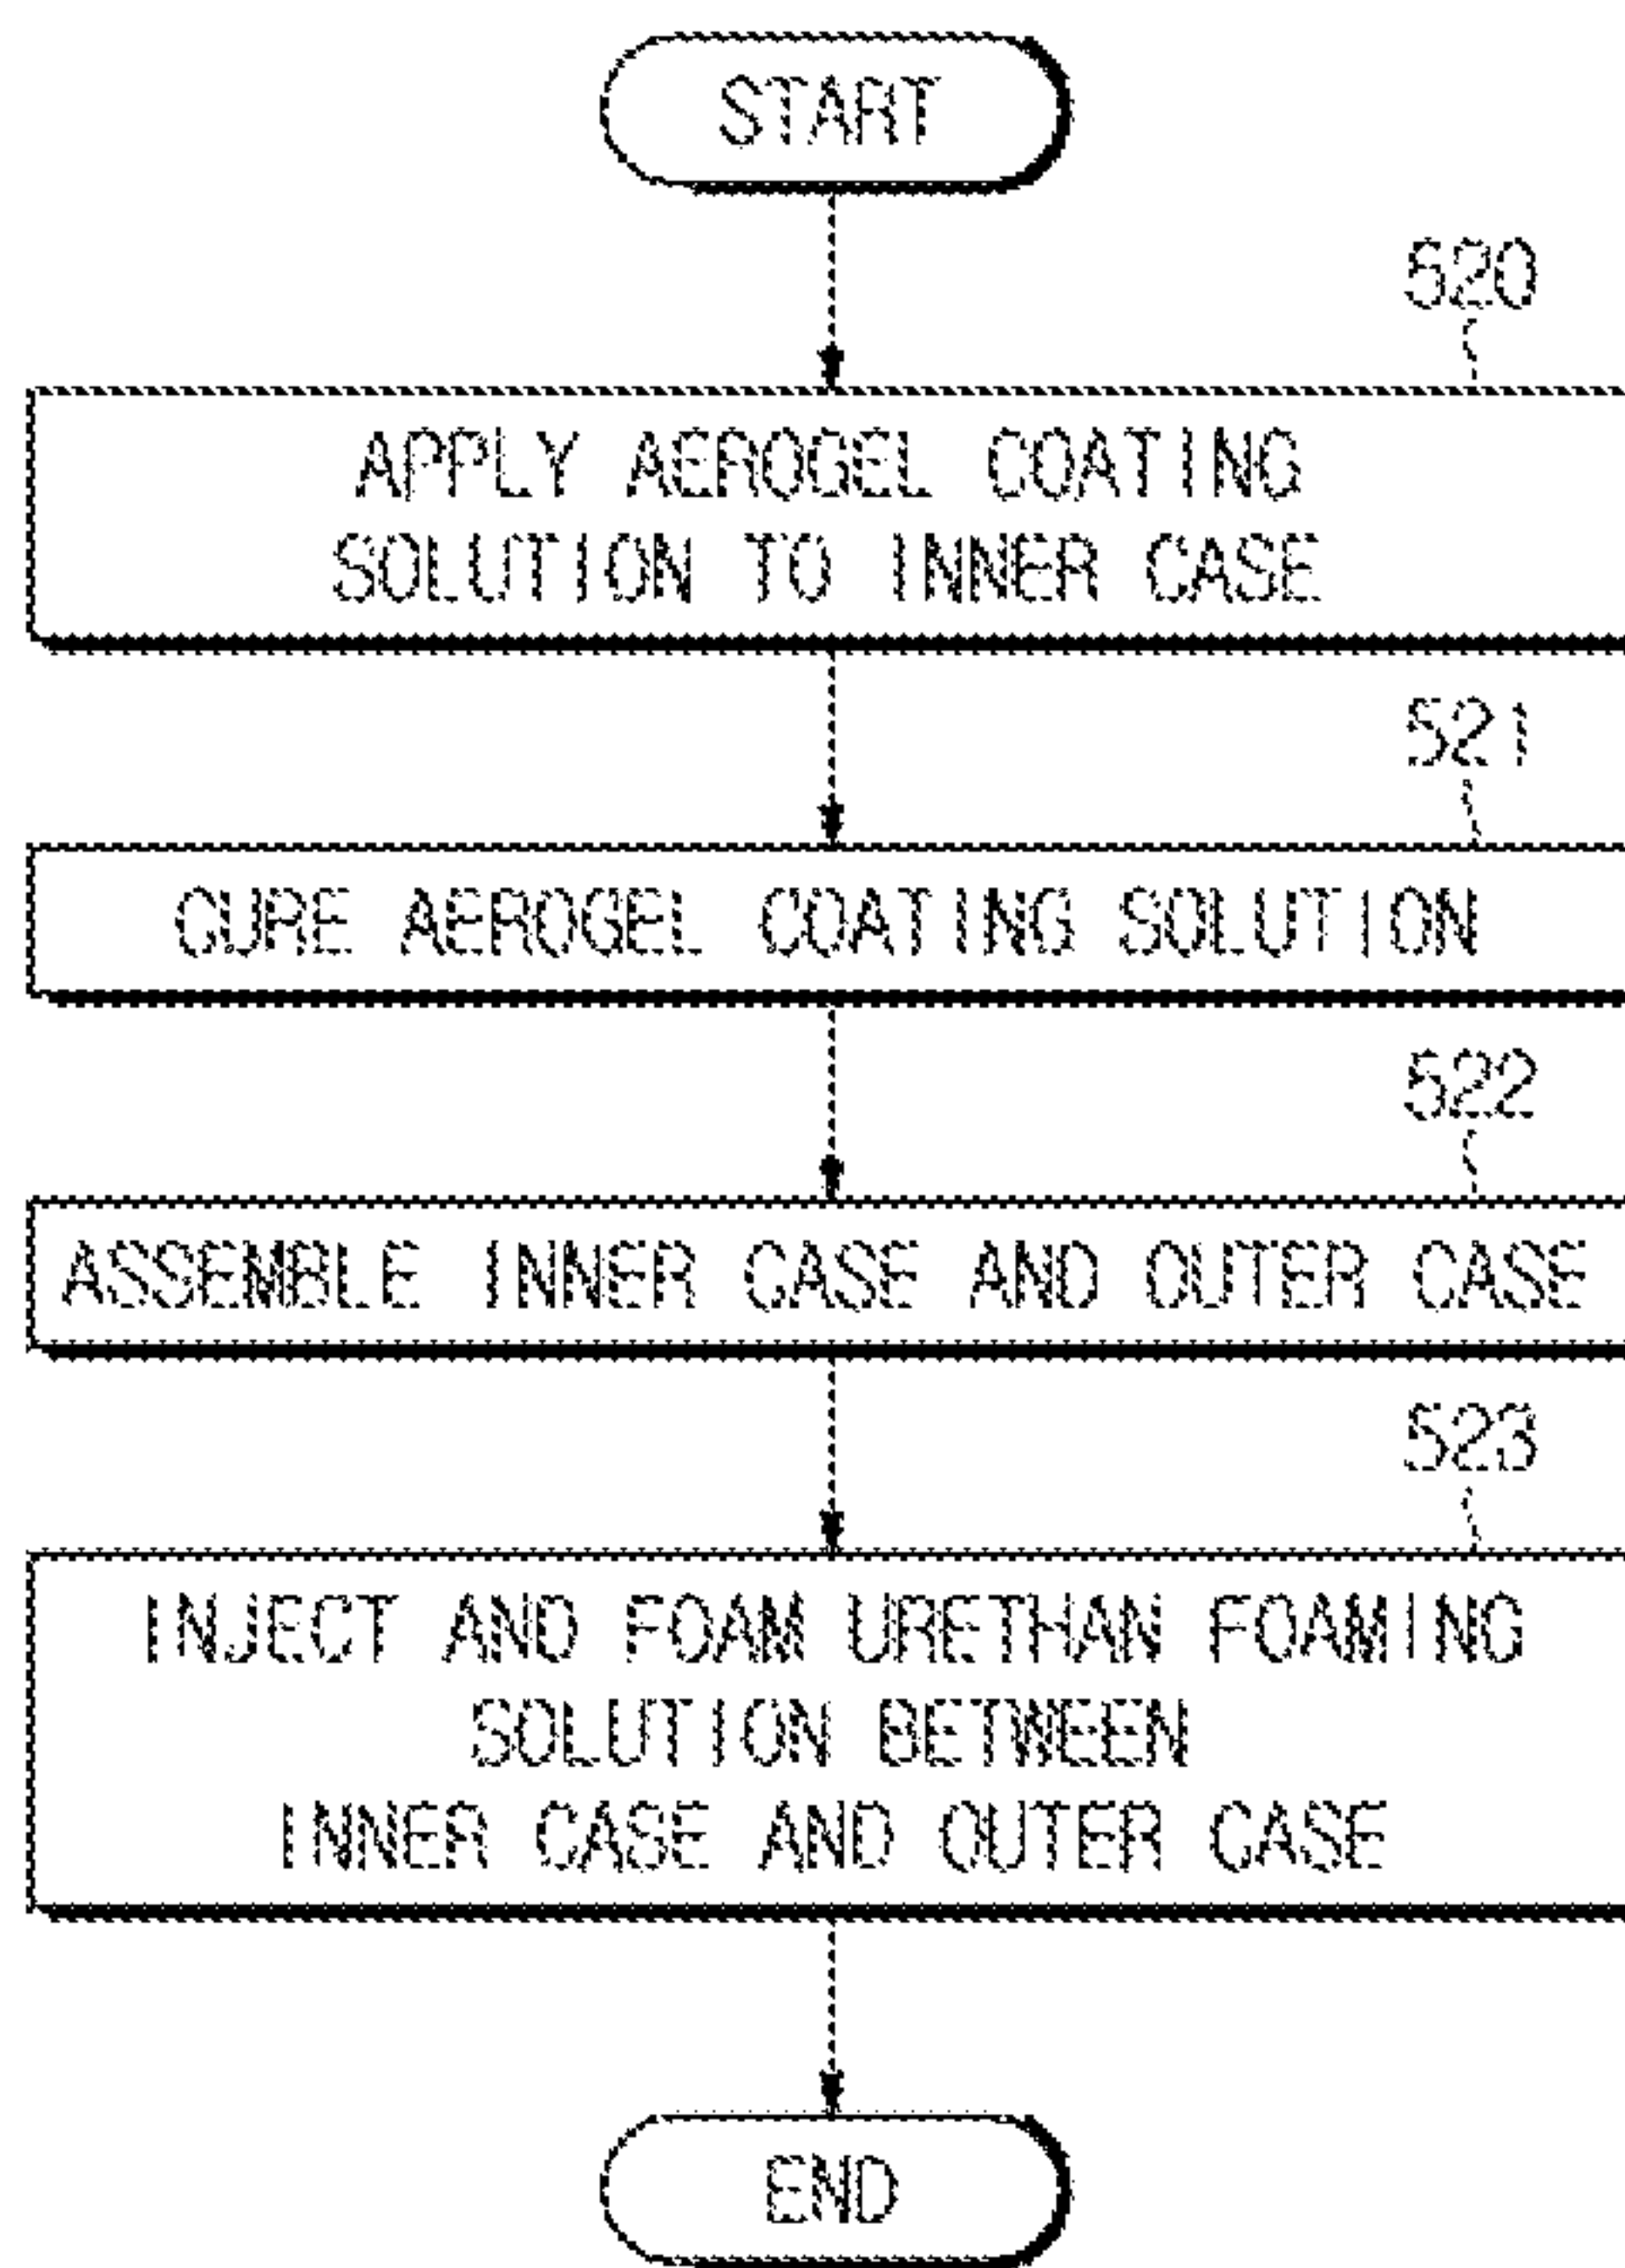 START
520
APPLY AEROGEL COATING
SOLUTION TO INNER CASE
521
CURE AEROGEL COATING SOLUTION
522
ASSEMBLE INNER CASE AND OUTER CASE
523
INJECT AND FOAM URETHAN FOAMING
SOLUTION BETWEEN
INNER CASE AND OUTER CASE
END